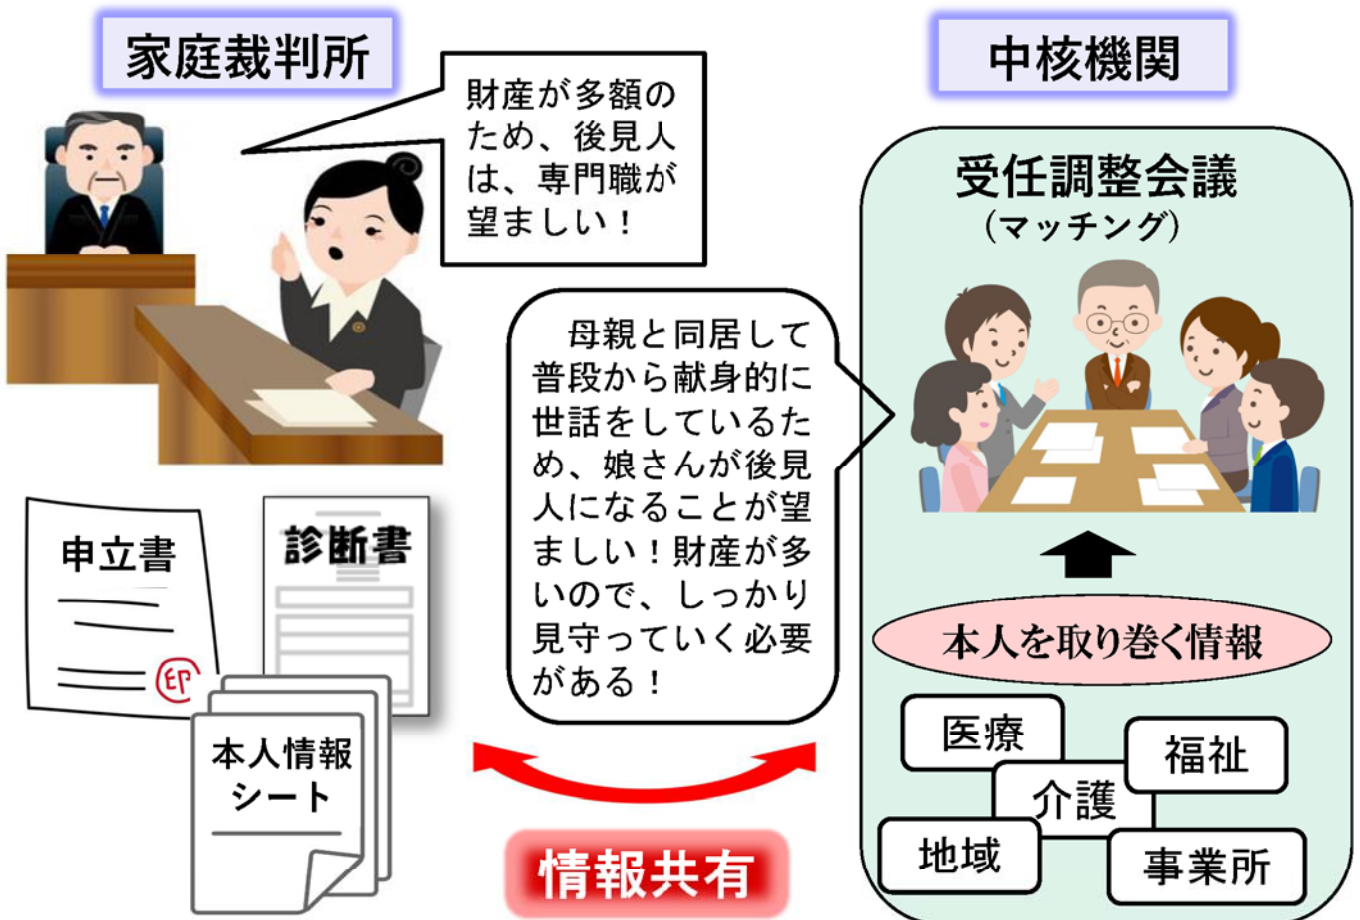 家庭裁判所
財産が多額の
ため、後見人
は、専門職が
望ましい！
中核機関
受任調整会議
（マッチング）
母親と同居して
普段から献身的に
世話をしているた
め、娘さんが後見
人になることが望
ましい！財産が多
いので、しっかり
見守っていく必要
がある！
申立書
印
診断書
本人情報
シート
情報共有
本人を取り巻く情報
医療
福祉
介護
地域
事業所